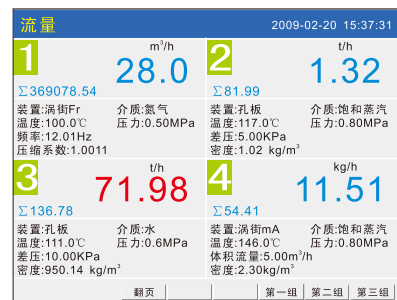 流量 2009-02-20 15:37:31
1 m³/h
28.0
Σ369078.54
装置:涡街Fr 介质:氮气
温度:100.0℃ 压力:0.50MPa
频率:12.01Hz
压缩系数:1.0011
2 t/h
1.32
Σ81.99
装置:孔板 介质:饱和蒸汽
温度:117.0℃ 压力:0.80MPa
差压:5.00KPa
密度:1.02 kg/m³
3 t/h
71.98
Σ136.78
装置:孔板 介质:水
温度:111.0℃ 压力:0.6MPa
差压:10.00KPa
密度:950.14 kg/m³
4 kg/h
11.51
Σ54.41
装置:涡街mA 介质:饱和蒸汽
温度:146.0℃ 压力:0.80MPa
体积流量:5.00m³/h
密度:2.30kg/m³
翻页 第一组 第二组 第三组